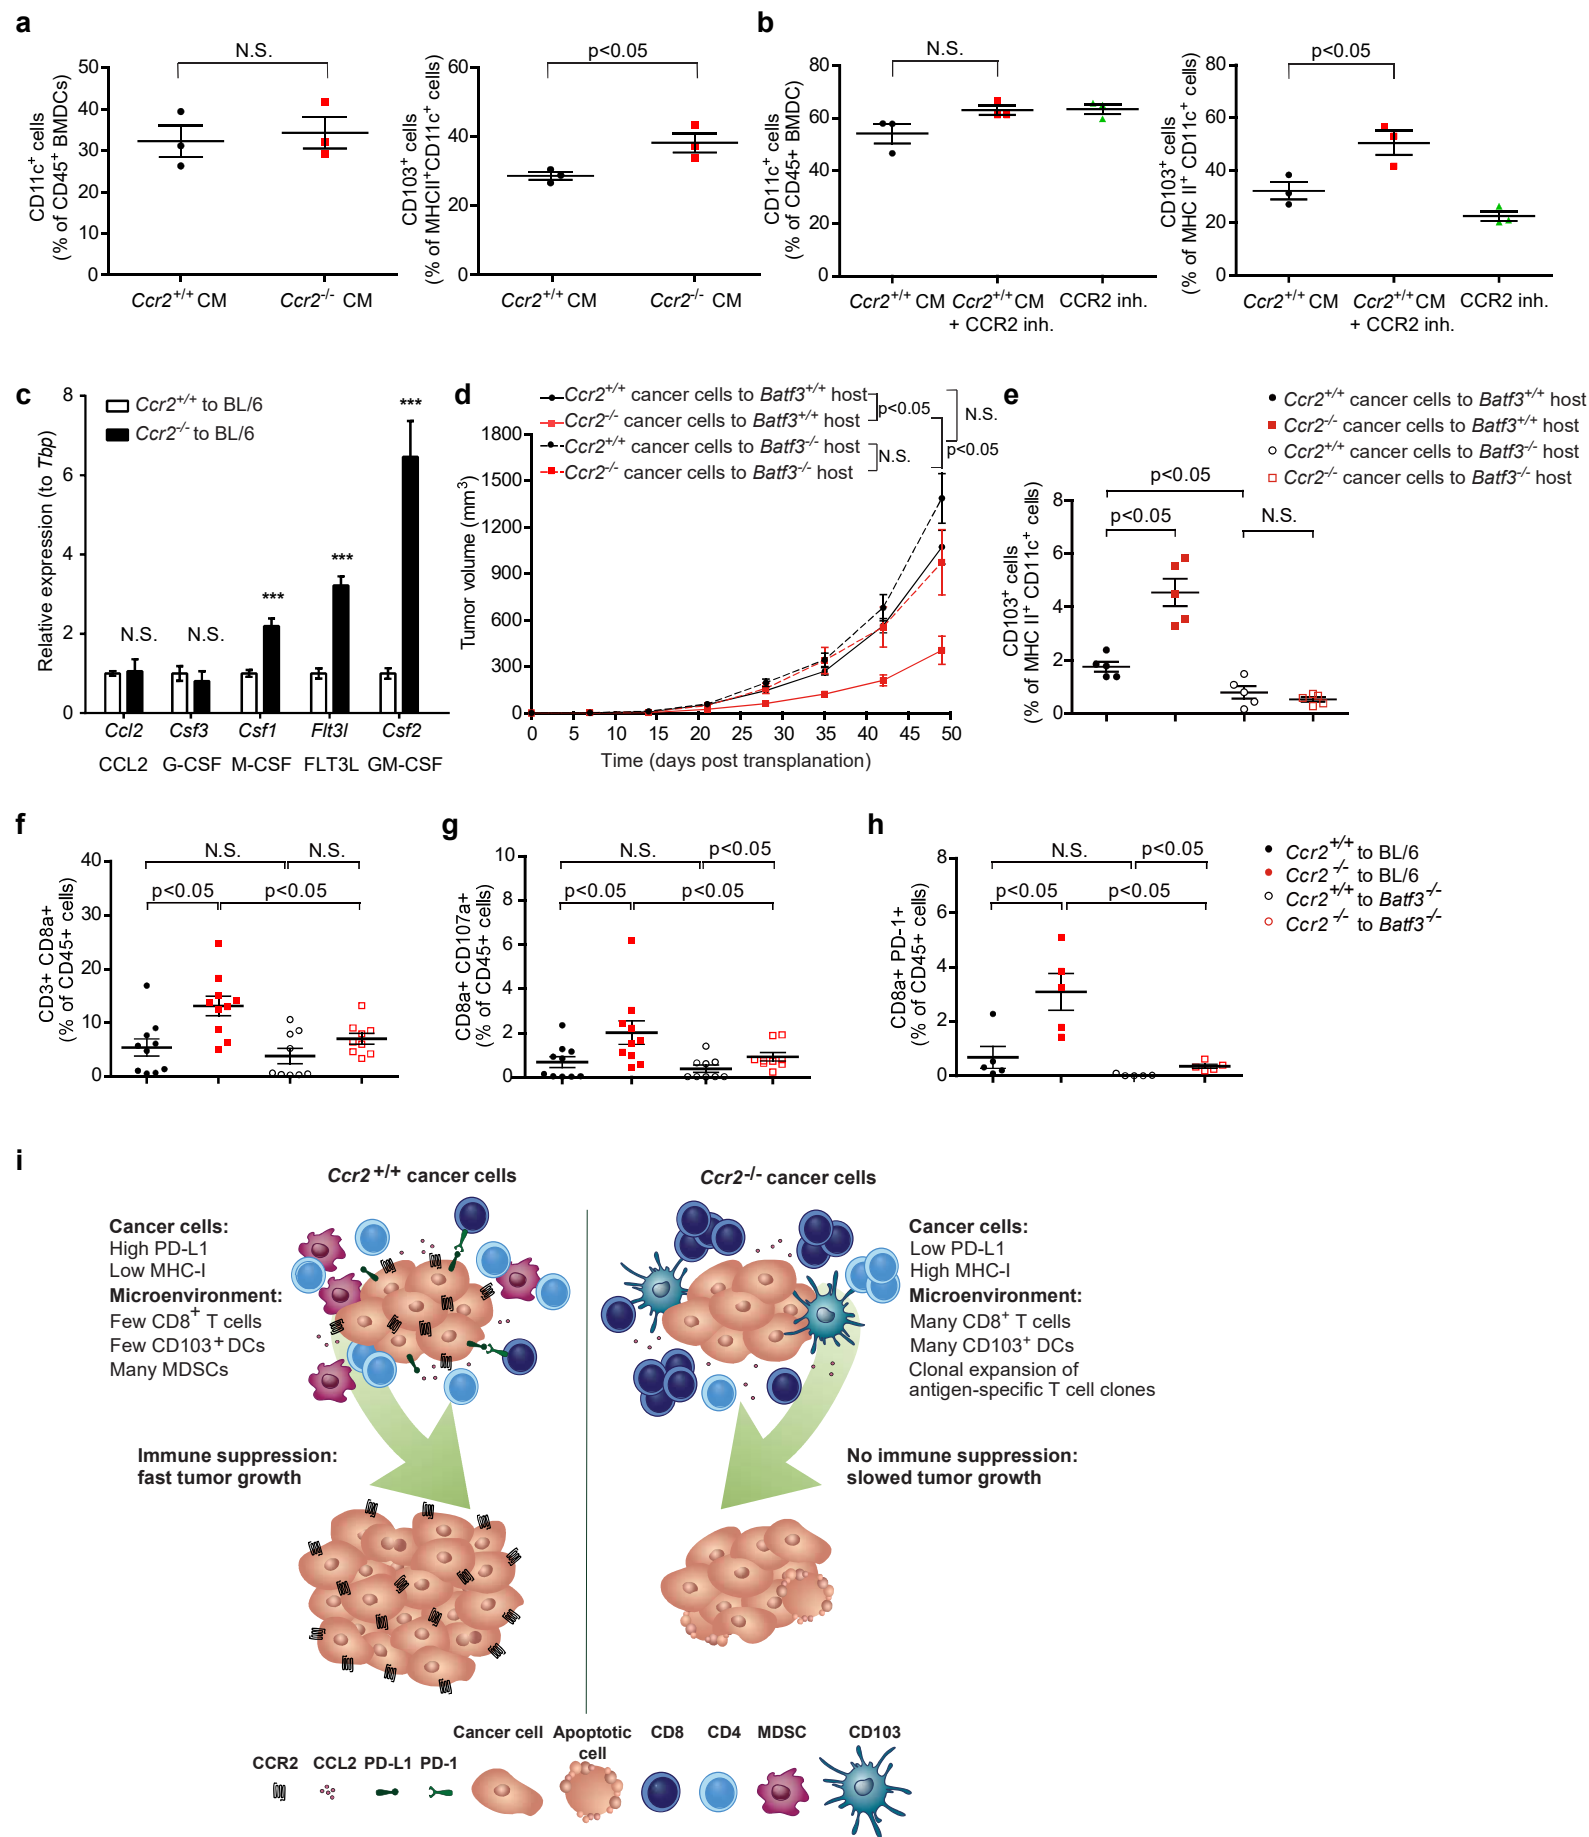 a
N.S.
CD11c+ cells
(% of CD45+ BMDCs)
50
40
30
20
10
0
Ccr2+/+ CM
Ccr2-/- CM
p<0.05
CD103+ cells
(% of MHCII+CD11c+ cells)
60
40
20
0
Ccr2+/+ CM
Ccr2-/- CM
b
N.S.
CD11c+ cells
(% of CD45+ BMDC)
80
60
40
20
0
Ccr2+/+ CM
Ccr2+/+ CM
+ CCR2 inh.
CCR2 inh.
p<0.05
CD103+ cells
(% of MHC II+ CD11c+ cells)
80
60
40
20
0
Ccr2+/+ CM
Ccr2+/+ CM
+ CCR2 inh.
CCR2 inh.
c
Relative expression (to Tbp)
8
6
4
2
0
Ccr2+/+ to BL/6
Ccr2-/- to BL/6
N.S.
N.S.
***
***
***
Ccl2 Csf3 Csf1 Flt3l Csf2
CCL2 G-CSF M-CSF FLT3L GM-CSF
d
Ccr2+/+ cancer cells to Batf3+/+ host
Ccr2-/- cancer cells to Batf3+/+ host
Ccr2+/+ cancer cells to Batf3-/- host
Ccr2-/- cancer cells to Batf3-/- host
p<0.05
N.S.
N.S.
p<0.05
Tumor volume (mm3)
1800
1500
1200
900
600
300
0
0 5 10 15 20 25 30 35 40 45 50
Time (days post transplanation)
e
Ccr2+/+ cancer cells to Batf3+/+ host
Ccr2-/- cancer cells to Batf3+/+ host
Ccr2+/+ cancer cells to Batf3-/- host
Ccr2-/- cancer cells to Batf3-/- host
CD103+ cells
(% of MHC II+ CD11c+ cells)
8
6
4
2
0
p<0.05
p<0.05
N.S.
f
CD3+ CD8a+
(% of CD45+ cells)
40
30
20
10
0
N.S.
N.S.
p<0.05
p<0.05
g
CD8a+ CD107a+
(% of CD45+ cells)
10
8
6
4
2
0
N.S.
p<0.05
p<0.05
p<0.05
h
CD8a+ PD-1+
(% of CD45+ cells)
8
6
4
2
0
N.S.
p<0.05
p<0.05
p<0.05
Ccr2+/+ to BL/6
Ccr2-/- to BL/6
Ccr2+/+ to Batf3-/-
Ccr2-/- to Batf3-/-
i
Ccr2+/+ cancer cells
Cancer cells:
High PD-L1
Low MHC-I
Microenvironment:
Few CD8+ T cells
Few CD103+ DCs
Many MDSCs
Immune suppression:
fast tumor growth
Ccr2-/- cancer cells
Cancer cells:
Low PD-L1
High MHC-I
Microenvironment:
Many CD8+ T cells
Many CD103+ DCs
Clonal expansion of
antigen-specific T cell clones
No immune suppression:
slowed tumor growth
CCR2
CCL2
PD-L1
PD-1
Cancer cell
Apoptotic
cell
CD8
CD4
MDSC
CD103